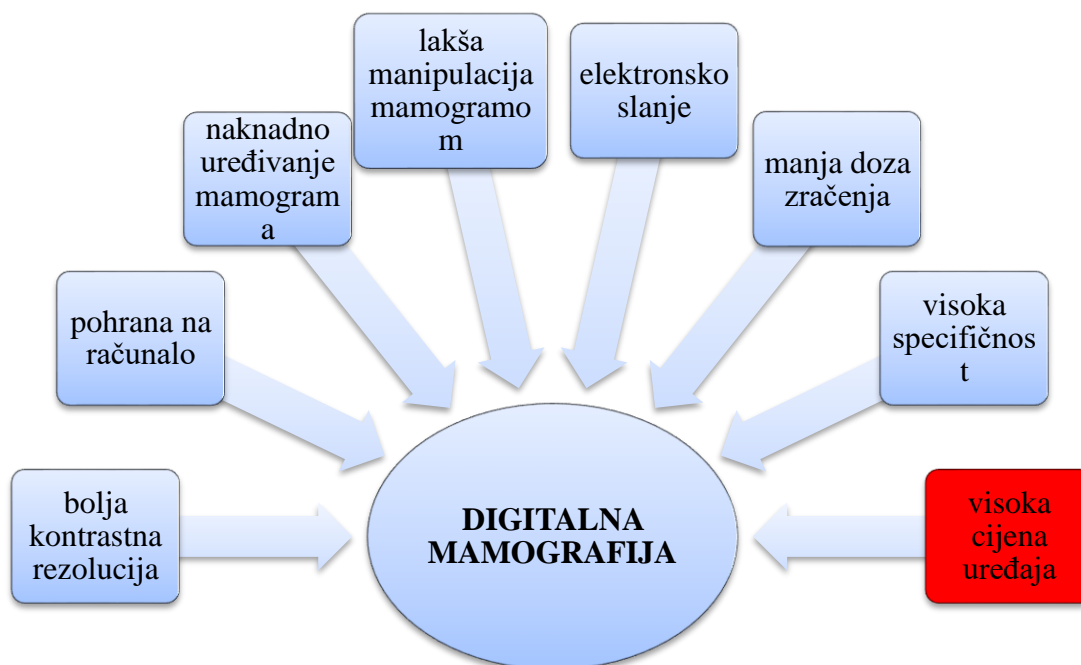 lakša
manipulacija
mamogramo
m
elektronsko
slanje
naknadno
uređivanje
mamogram
a
manja doza
zračenja
pohrana na
računalo
visoka
specifičnos
t
bolja
kontrastna
rezolucija
DIGITALNA
MAMOGRAFIJA
visoka
cijena
uređaja